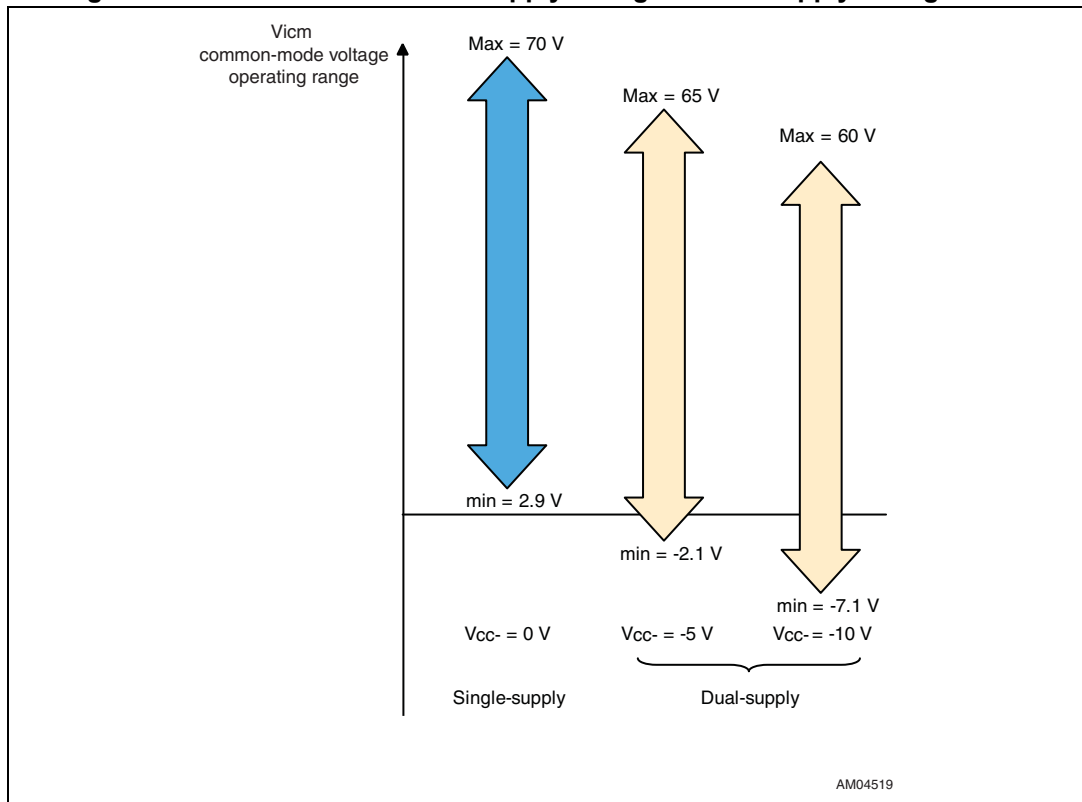 Vicm
common-mode voltage
operating range
Max = 70 V
Max = 65 V
Max = 60 V
min = 2.9 V
min = -2.1 V
min = -7.1 V
Vcc- = 0 V
Vcc- = -5 V
Vcc- = -10 V
Single-supply
Dual-supply
AM04519